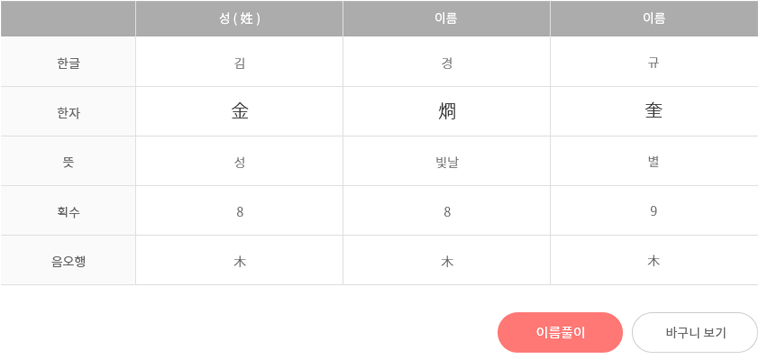 성 ( 姓 ) 이름 이름
한글 김 경 규
한자 金 烱 奎
뜻 성 빛날 별
획수 8 8 9
음오행 木 木 木
이름풀이 바구니 보기